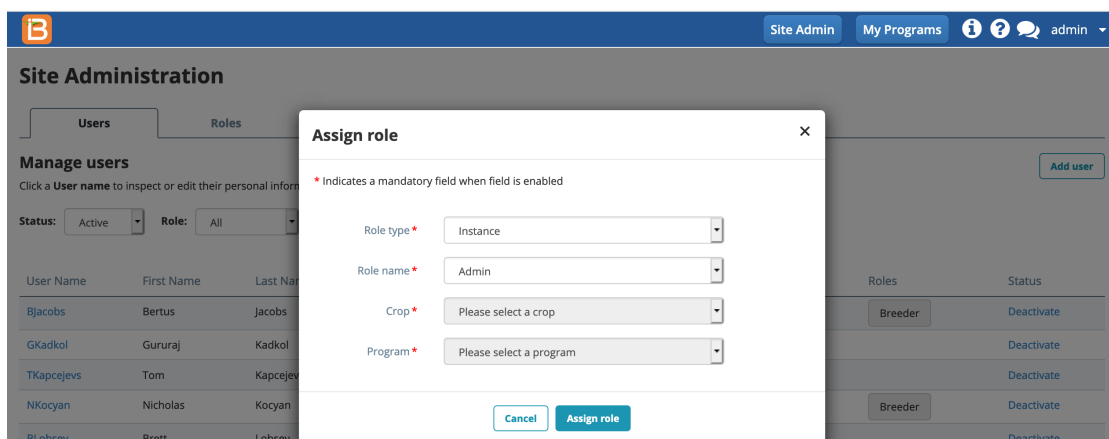 B
Site Admin My Programs i ? admin
Site Administration
Users Roles
Manage users
Add user
Click a User name to inspect or edit their personal inform
Status: Active Role: All
User Name First Name Last Nar Roles Status
BJacobs Bertus Jacobs Breeder Deactivate
GKadkol Gururaj Kadkol Deactivate
TKapcejevs Tom Kapcejev Deactivate
NKocyan Nicholas Kocyan Breeder Deactivate
Brett Deactivate
Assign role ×
* Indicates a mandatory field when field is enabled
Role type * Instance
Role name * Admin
Crop * Please select a crop
Program * Please select a program
Cancel Assign role